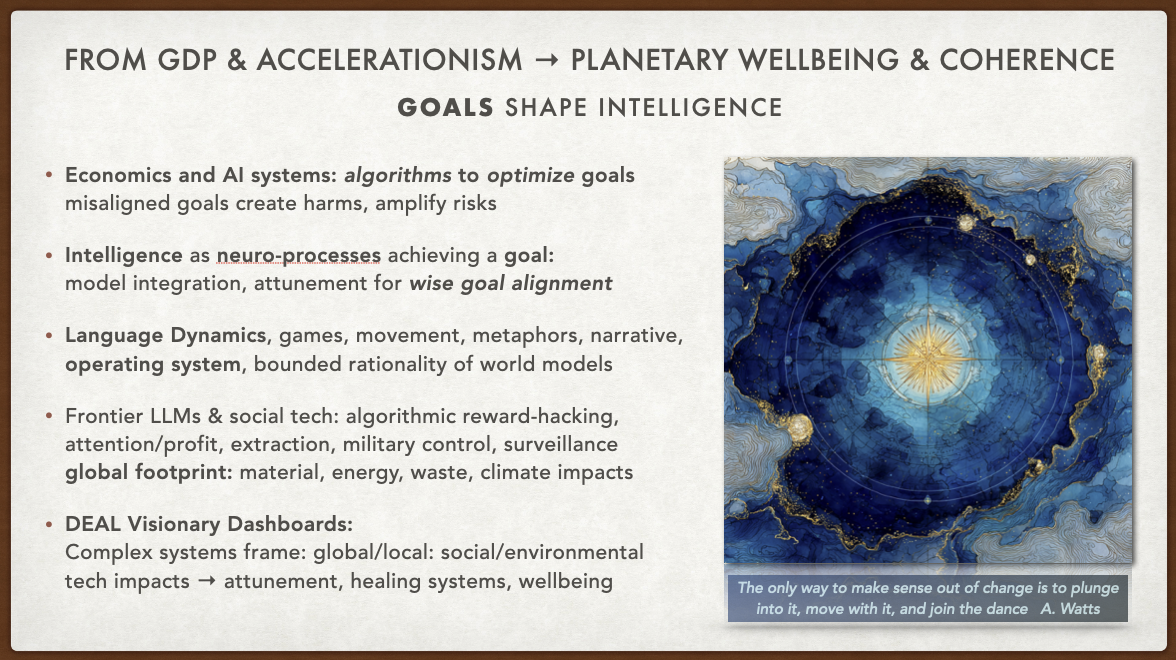 FROM GDP & ACCELERATIONISM → PLANETARY WELLBEING & COHERENCE
GOALS SHAPE INTELLIGENCE
• Economics and AI systems: algorithms to optimize goals
misaligned goals create harms, amplify risks
• Intelligence as neuro-processes achieving a goal:
model integration, attunement for wise goal alignment
• Language Dynamics, games, movement, metaphors, narrative,
operating system, bounded rationality of world models
• Frontier LLMs & social tech: algorithmic reward-hacking,
attention/profit, extraction, military control, surveillance
global footprint: material, energy, waste, climate impacts
• DEAL Visionary Dashboards:
Complex systems frame: global/local: social/environmental
tech impacts → attunement, healing systems, wellbeing
The only way to make sense out of change is to plunge
into it, move with it, and join the dance A. Watts